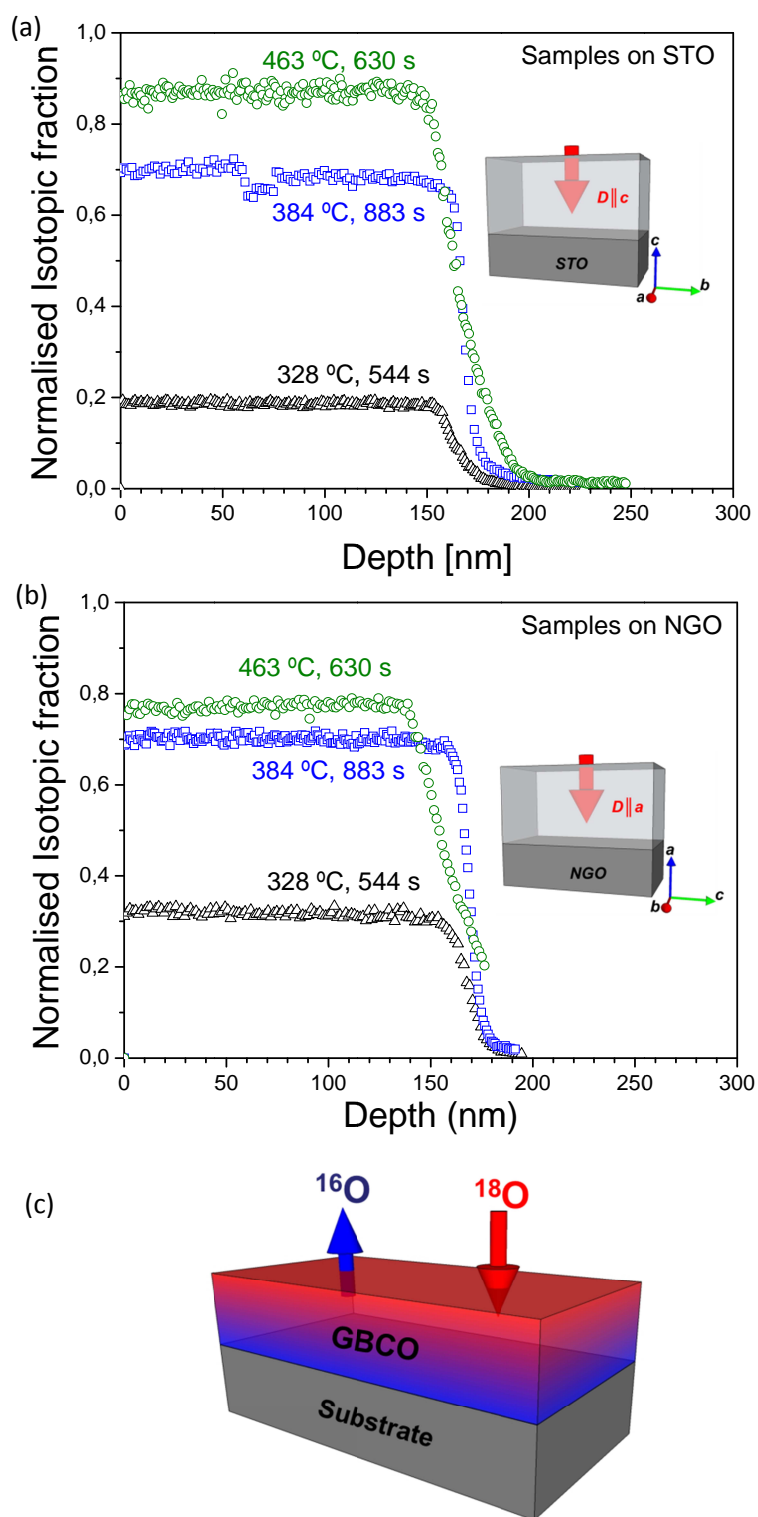 (a)
Normalised Isotopic fraction
1,0
0,8
0,6
0,4
0,2
0,0
463 ºC, 630 s
Samples on STO
384 ºC, 883 s
328 ºC, 544 s
D||c
STO
c
b
a
0 50 100 150 200 250 300
Depth [nm]
(b)
Normalised Isotopic fraction
1,0
0,8
0,6
0,4
0,2
0,0
Samples on NGO
463 ºC, 630 s
384 ºC, 883 s
328 ºC, 544 s
D||a
NGO
a
c
b
0 50 100 150 200 250 300
Depth (nm)
(c)
¹⁶O ¹⁸O
GBCO
Substrate